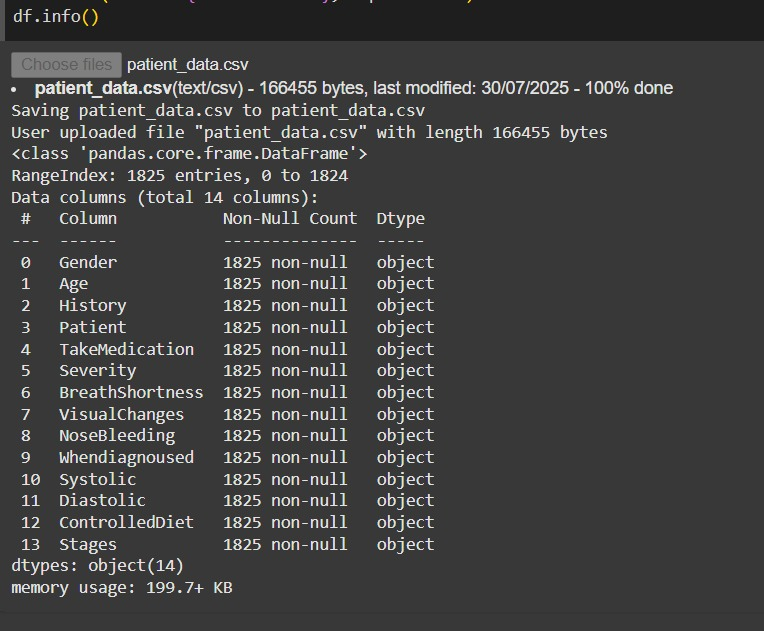 df.info()
Choose files patient_data.csv
• patient_data.csv(text/csv) - 166455 bytes, last modified: 30/07/2025 - 100% done
Saving patient_data.csv to patient_data.csv
User uploaded file "patient_data.csv" with length 166455 bytes
<class 'pandas.core.frame.DataFrame'>
RangeIndex: 1825 entries, 0 to 1824
Data columns (total 14 columns):
 #   Column           Non-Null Count  Dtype
---  ------           --------------  -----
 0   Gender           1825 non-null   object
 1   Age              1825 non-null   object
 2   History          1825 non-null   object
 3   Patient          1825 non-null   object
 4   TakeMedication   1825 non-null   object
 5   Severity         1825 non-null   object
 6   BreathShortness  1825 non-null   object
 7   VisualChanges    1825 non-null   object
 8   NoseBleeding     1825 non-null   object
 9   Whendiagnoused   1825 non-null   object
 10  Systolic         1825 non-null   object
 11  Diastolic        1825 non-null   object
 12  ControlledDiet   1825 non-null   object
 13  Stages           1825 non-null   object
dtypes: object(14)
memory usage: 199.7+ KB